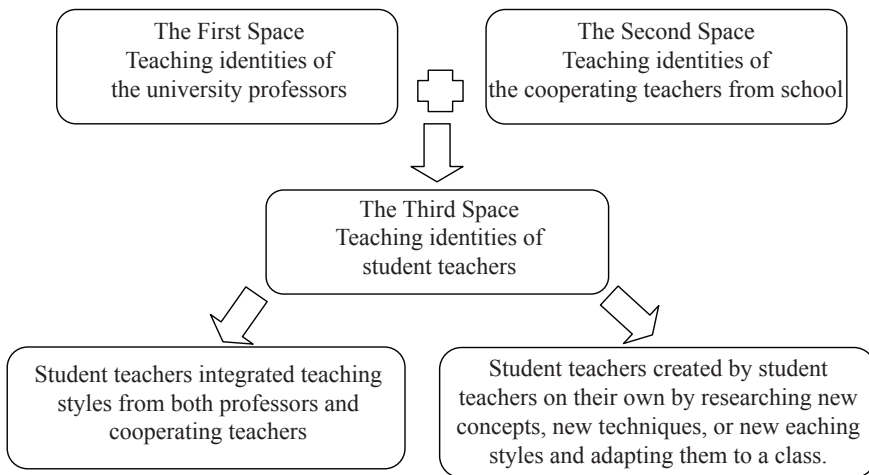 The First Space
Teaching identities of
the university professors
The Second Space
Teaching identities of
the cooperating teachers from school
The Third Space
Teaching identities of
student teachers
Student teachers integrated teaching
styles from both professors and
cooperating teachers
Student teachers created by student
teachers on their own by researching new
concepts, new techniques, or new eaching
styles and adapting them to a class.